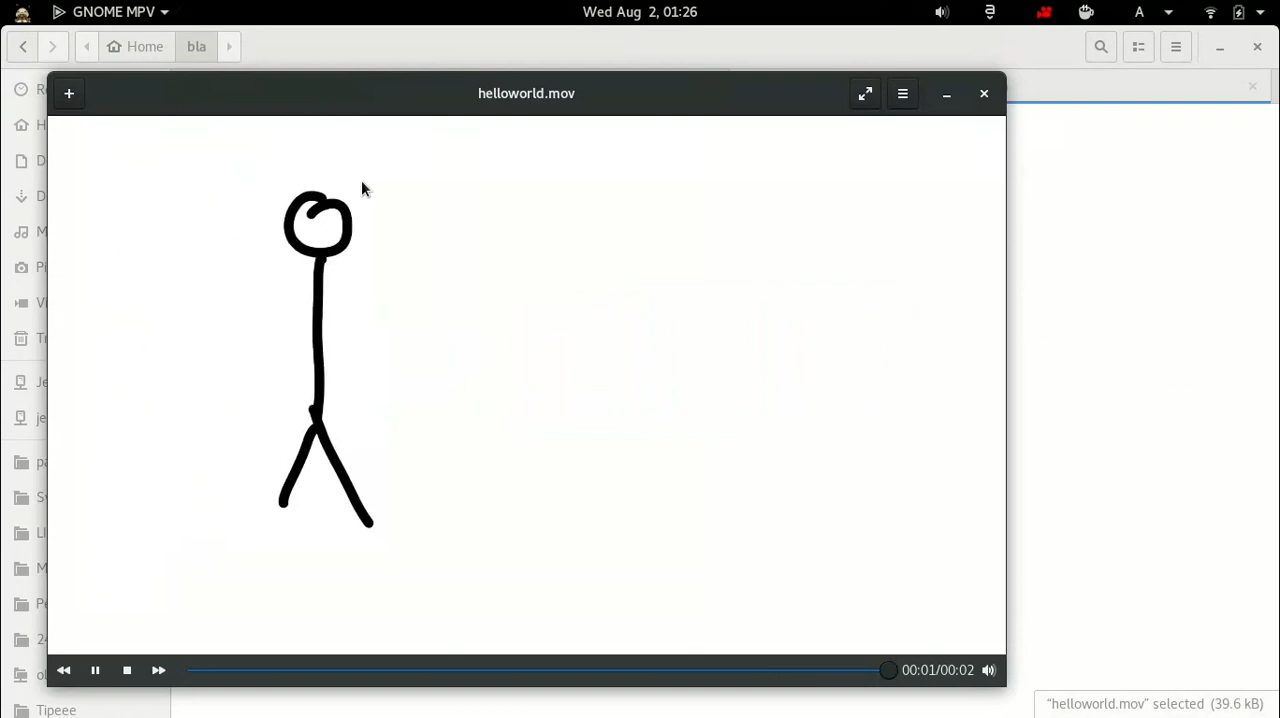 GNOME MPV
Wed Aug 2, 01:26
A
Home
bla
helloworld.mov
00:01/00:02
Tipeee
“helloworld.mov” selected (39.6 kB)